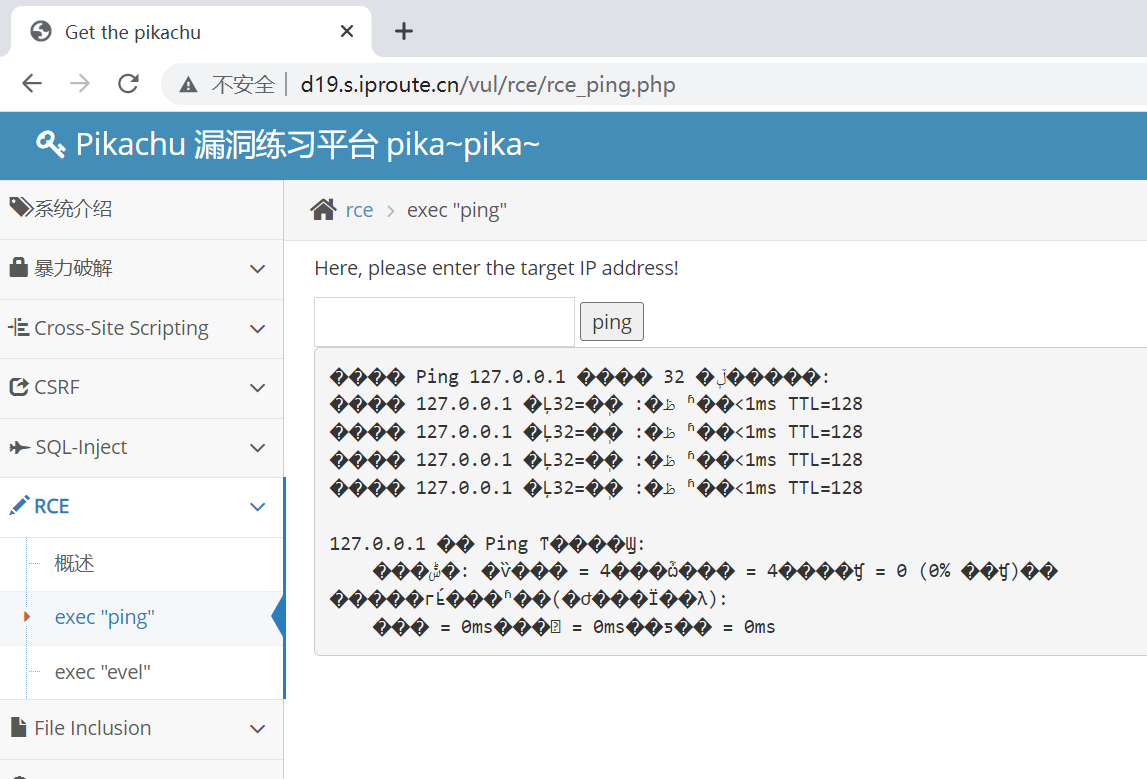 Get the pikachu
不安全 d19.s.iproute.cn/vul/rce/rce_ping.php
Pikachu 漏洞练习平台 pika~pika~
系统介绍
暴力破解
Cross-Site Scripting
CSRF
SQL-Inject
RCE
概述
exec "ping"
exec "evel"
File Inclusion
rce > exec "ping"
Here, please enter the target IP address!
ping
Ping 127.0.0.1 32 :
127.0.0.1 32= : <1ms TTL=128
127.0.0.1 32= : <1ms TTL=128
127.0.0.1 32= : <1ms TTL=128
127.0.0.1 32= : <1ms TTL=128
127.0.0.1 Ping :
= 4 = 4 = 0 (0% )
( ):
= 0ms = 0ms = 0ms